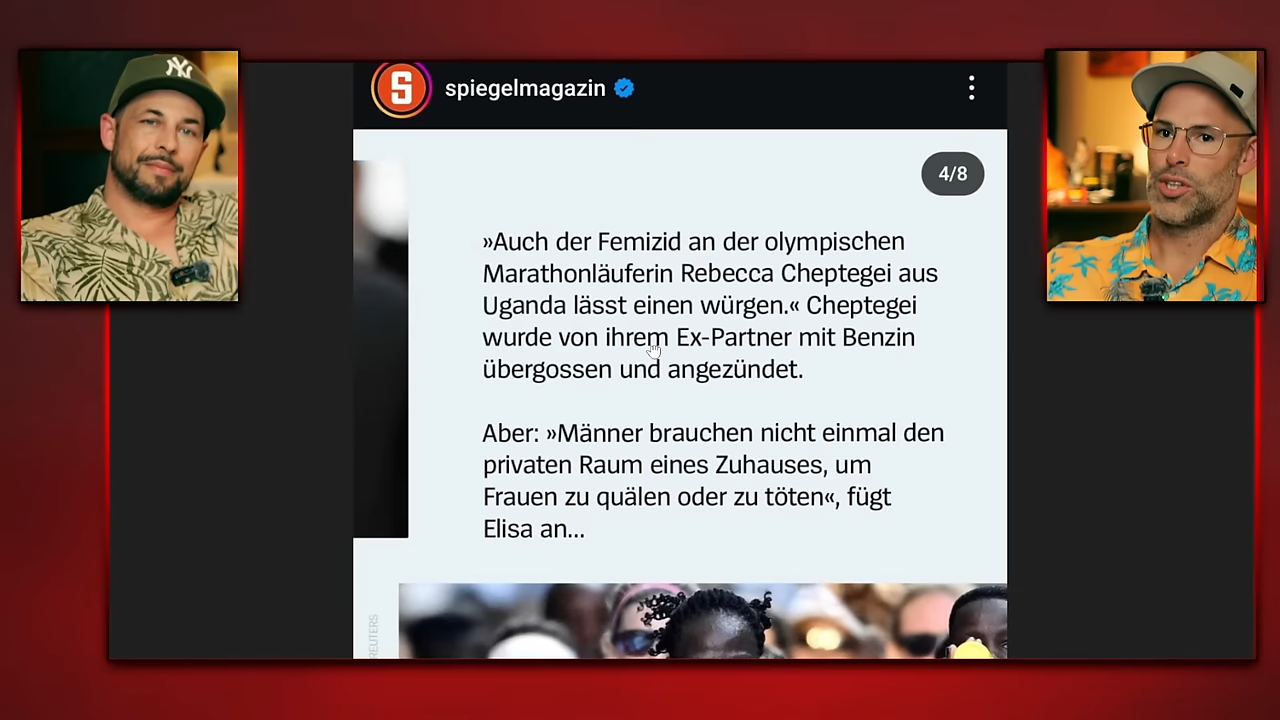 NY
S
spiegelmagazin
4/8
»Auch der Femizid an der olympischen
Marathonläuferin Rebecca Cheptegei aus
Uganda lässt einen würgen.« Cheptegei
wurde von ihrem Ex-Partner mit Benzin
übergossen und angezündet.
Aber: »Männer brauchen nicht einmal den
privaten Raum eines Zuhauses, um
Frauen zu quälen oder zu töten«, fügt
Elisa an...
REUTERS